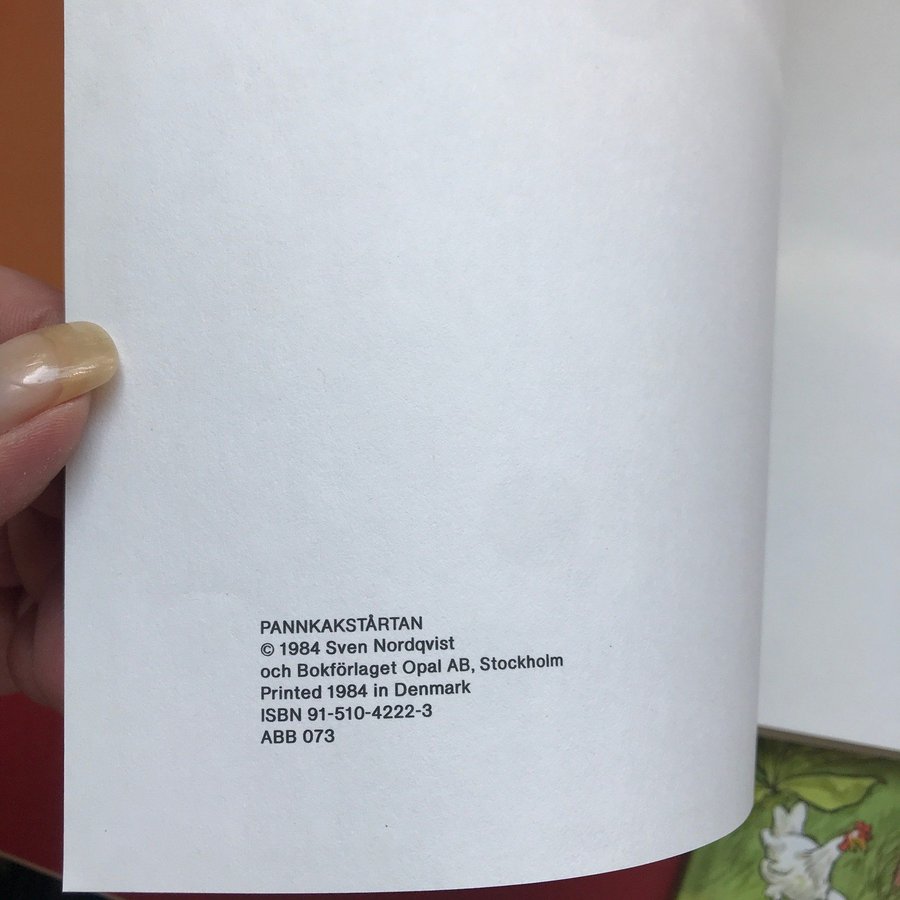 PANNKAKSTÅRTAN
© 1984 Sven Nordqvist
och Bokförlaget Opal AB, Stockholm
Printed 1984 in Denmark
ISBN 91-510-4222-3
ABB 073